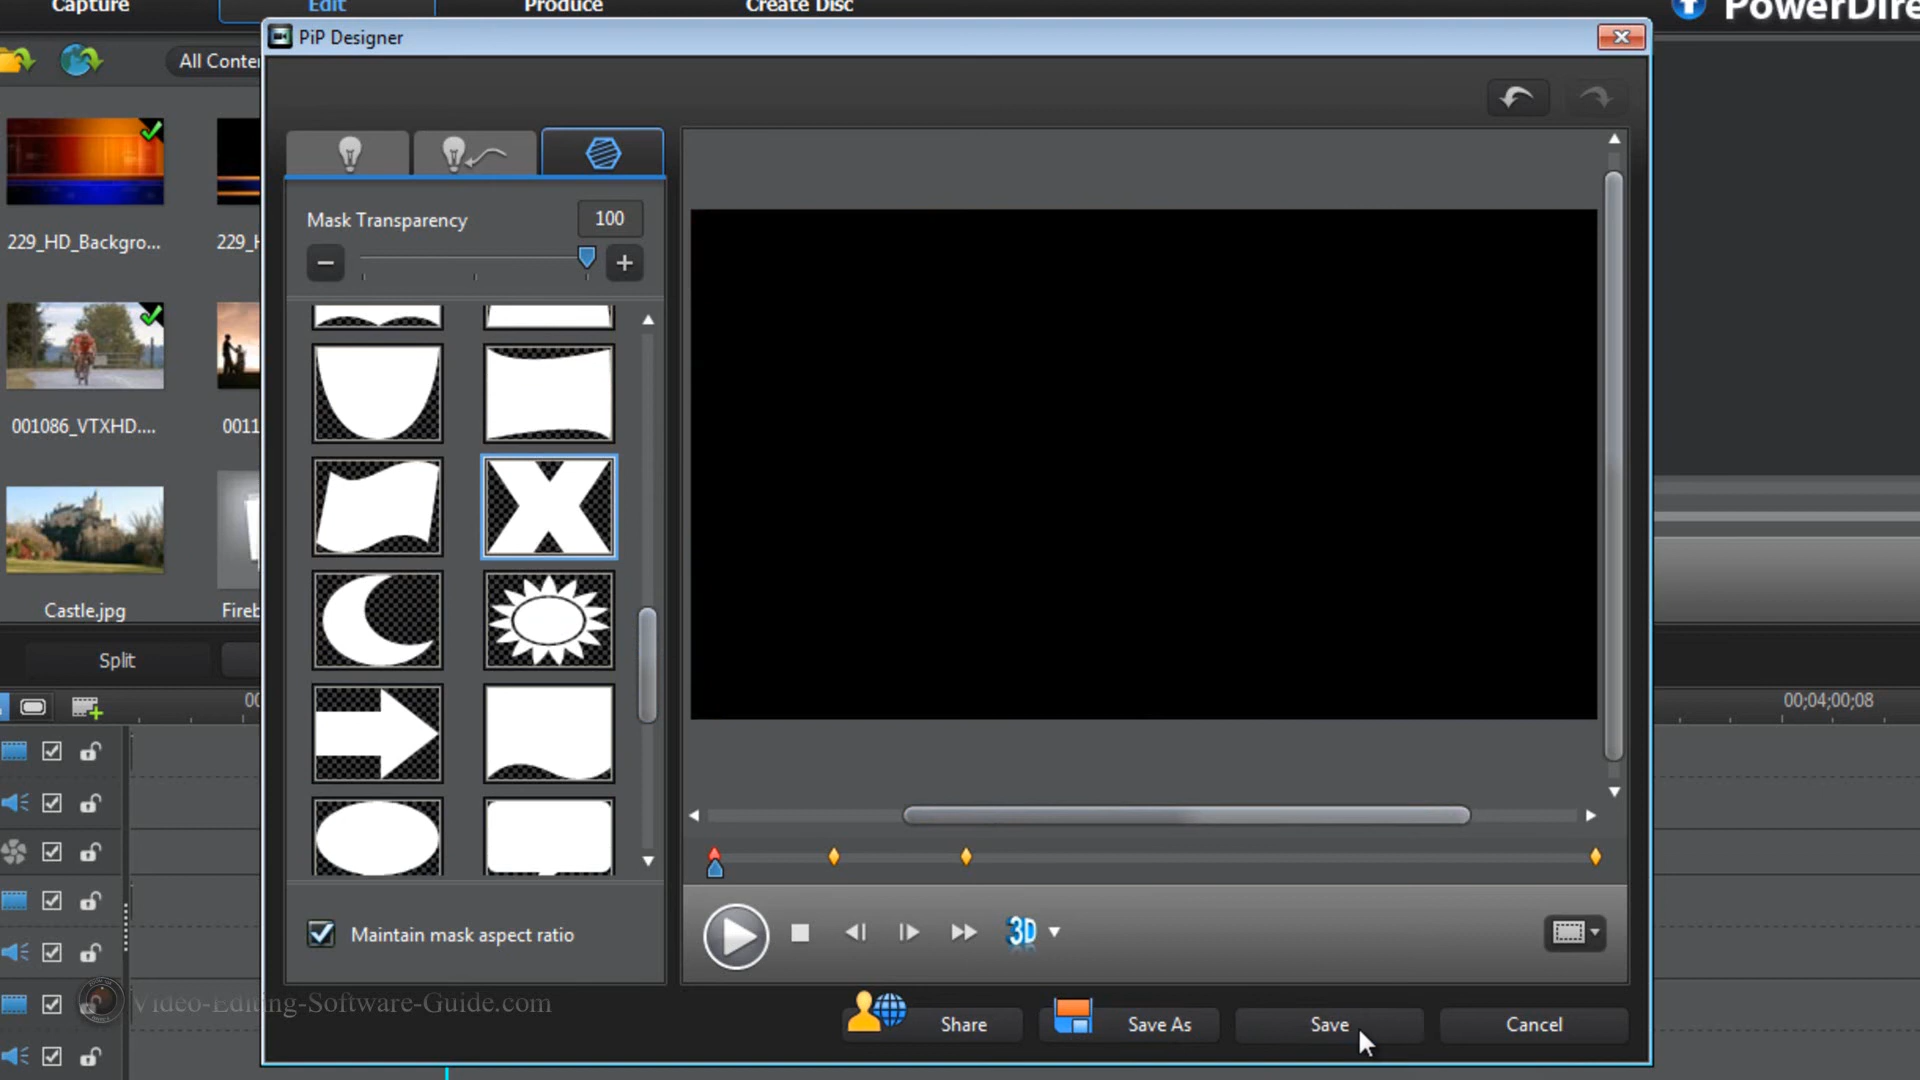 Capture
Edit
Produce
Create Disc
PowerDire
PiP Designer
All Conte
Mask Transparency
100
229_HD_Backgro...
229_H
001086_VTXHD....
0011
Castle.jpg
Fireb
Split
00
00;04;00;08
Maintain mask aspect ratio
3D
Video-Editing-Software-Guide.com
Share
Save As
Save
Cancel